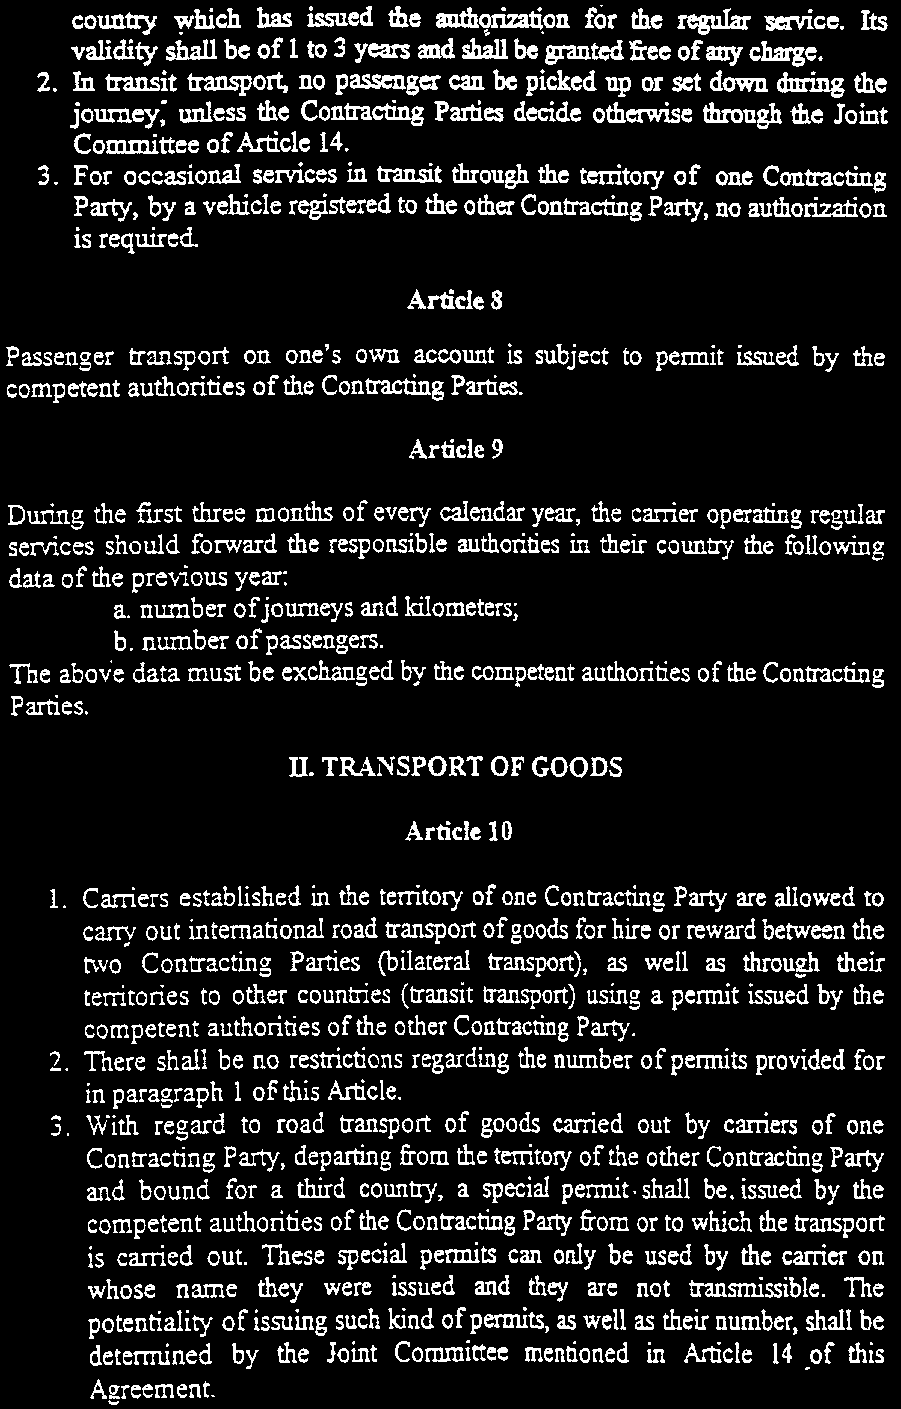 country which has issued the authorization for the regular service. Its
validity shall be of 1 to 3 years and shall be granted free of any charge.
2. In transit transport, no passenger can be picked up or set down during the
journey, unless the Contracting Parties decide otherwise through the Joint
Committee of Article 14.
3. For occasional services in transit through the territory of one Contracting
Party, by a vehicle registered to the other Contracting Party, no authorization
is required.
Article 8
Passenger transport on one's own account is subject to permit issued by the
competent authorities of the Contracting Parties.
Article 9
During the first three months of every calendar year, the carrier operating regular
services should forward the responsible authorities in their country the following
data of the previous year:
a. number of journeys and kilometers;
b. number of passengers.
The above data must be exchanged by the competent authorities of the Contracting
Parties.
II. TRANSPORT OF GOODS
Article 10
1. Carriers established in the territory of one Contracting Party are allowed to
carry out international road transport of goods for hire or reward between the
two Contracting Parties (bilateral transport), as well as through their
territories to other countries (transit transport) using a permit issued by the
competent authorities of the other Contracting Party.
2. There shall be no restrictions regarding the number of permits provided for
in paragraph 1 of this Article.
3. With regard to road transport of goods carried out by carriers of one
Contracting Party, departing from the territory of the other Contracting Party
and bound for a third country, a special permit shall be issued by the
competent authorities of the Contracting Party from or to which the transport
is carried out. These special permits can only be used by the carrier on
whose name they were issued and they are not transmissible. The
potentiality of issuing such kind of permits, as well as their number, shall be
determined by the Joint Committee mentioned in Article 14 of this
Agreement.